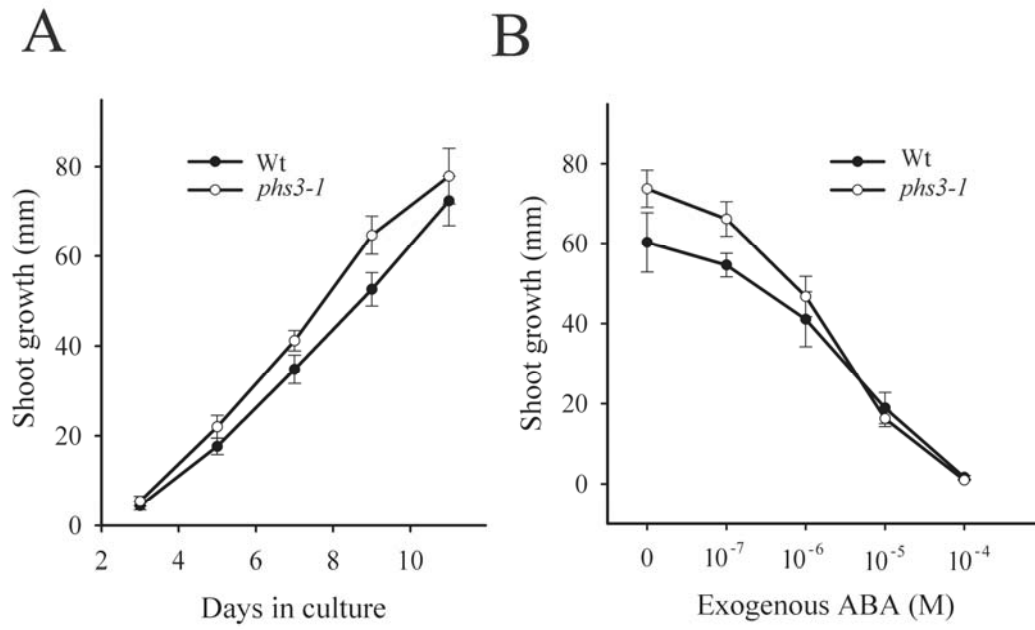 A
Wt
phs3-1
Shoot growth (mm)
80
60
40
20
0
2
4
6
8
10
Days in culture
B
Wt
phs3-1
Shoot growth (mm)
80
60
40
20
0
0
10⁻⁷
10⁻⁶
10⁻⁵
10⁻⁴
Exogenous ABA (M)